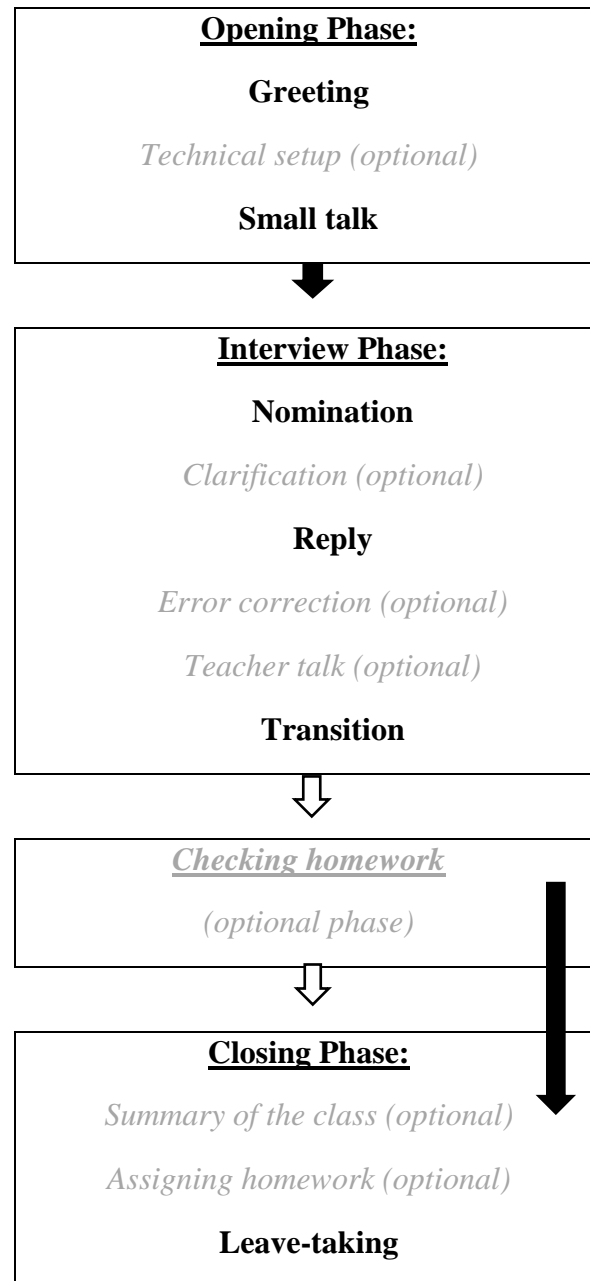 Opening Phase:
Greeting
Technical setup (optional)
Small talk
Interview Phase:
Nomination
Clarification (optional)
Reply
Error correction (optional)
Teacher talk (optional)
Transition
Checking homework
(optional phase)
Closing Phase:
Summary of the class (optional)
Assigning homework (optional)
Leave-taking